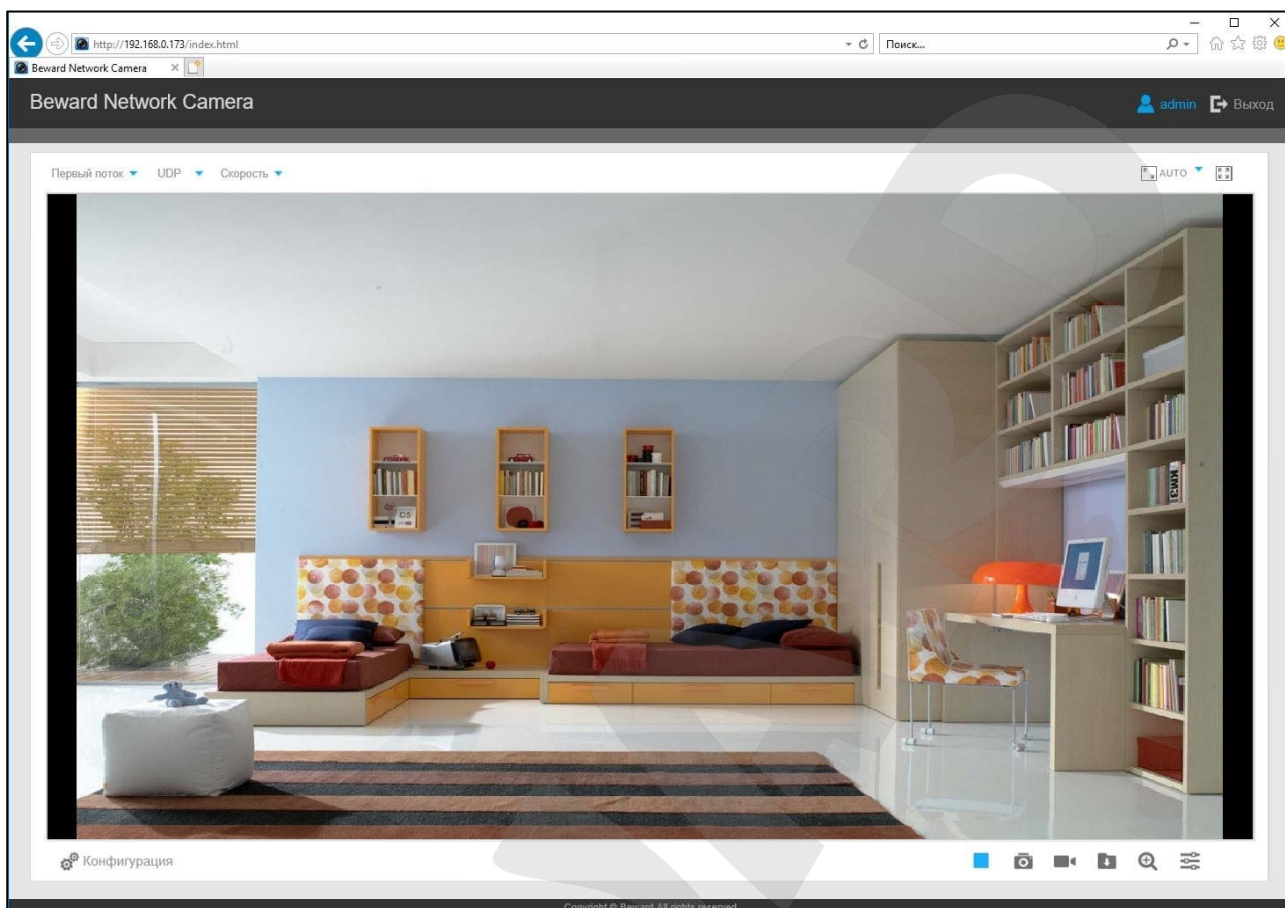 http://192.168.0.173/index.html
Поиск...
Beward Network Camera
Beward Network Camera
admin
Выход
Первый поток
UDP
Скорость
AUTO
05
Конфигурация
Copyright © Beward All rights reserved